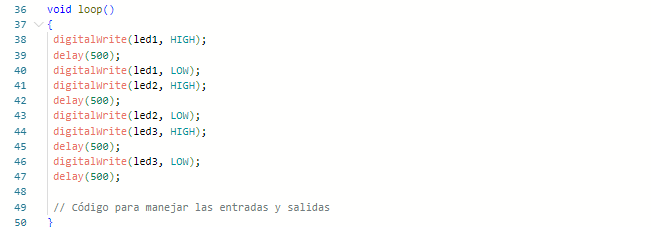 36 void loop()
37 {
38 digitalWrite(led1, HIGH);
39 delay(500);
40 digitalWrite(led1, LOW);
41 digitalWrite(led2, HIGH);
42 delay(500);
43 digitalWrite(led2, LOW);
44 digitalWrite(led3, HIGH);
45 delay(500);
46 digitalWrite(led3, LOW);
47 delay(500);
48
49 // Código para manejar las entradas y salidas
50 }